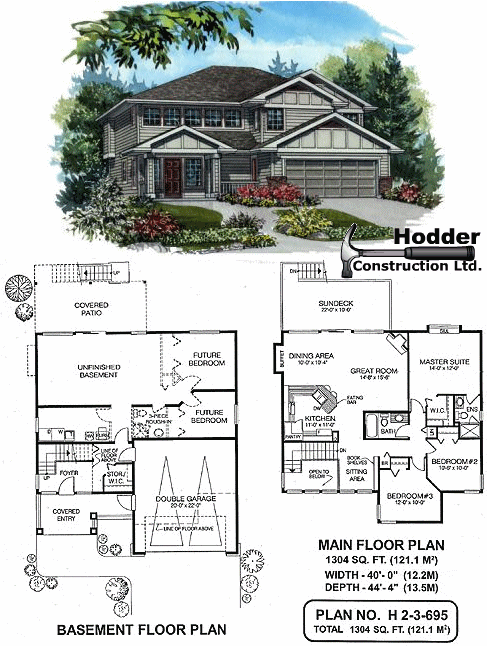 Hodder
Construction Ltd.
UP
COVERED
PATIO
UNFINISHED
BASEMENT
FUTURE
BEDROOM
FUTURE
BEDROOM
3-PIECE
ROUGH-IN
D
W
LINE OF
FLOOR
ABOVE
UP
FOYER
STOR./
W.I.C.
COVERED
ENTRY
DOUBLE GARAGE
20'-0" x 22'-0"
LINE OF FLOOR ABOVE
BASEMENT FLOOR PLAN
DN
SUNDECK
22'-0" x 10'-0"
BUFFET
DINING AREA
10'-0" x 10'-4"
GREAT ROOM
14'-6" x 15'-6"
MASTER SUITE
14'-0" x 12'-0"
DW
EATING
BAR
KITCHEN
11'-0" x 11'-0"
PANTRY
W.I.C.
ENS
BATH
DN
BOOK
SHELVES
OPEN TO
BELOW
SITTING
AREA
BR
BEDROOM#2
10'-6" x 10'-0"
BEDROOM#3
12'-0" x 10'-0"
MAIN FLOOR PLAN
1304 SQ. FT. (121.1 M²)
WIDTH - 40'- 0" (12.2M)
DEPTH - 44'- 4" (13.5M)
PLAN NO. H 2-3-695
TOTAL 1304 SQ. FT. (121.1 M²)